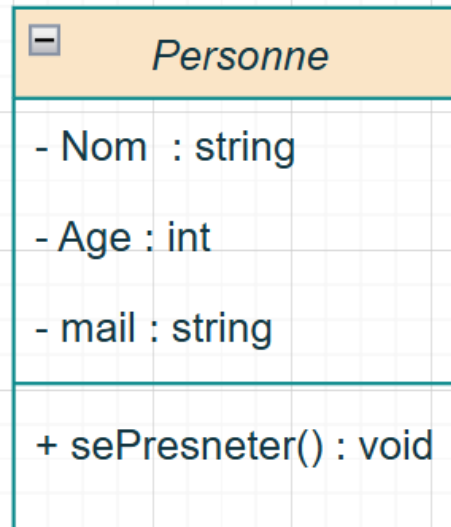 Personne
- Nom : string
- Age : int
- mail : string
+ sePresneter() : void